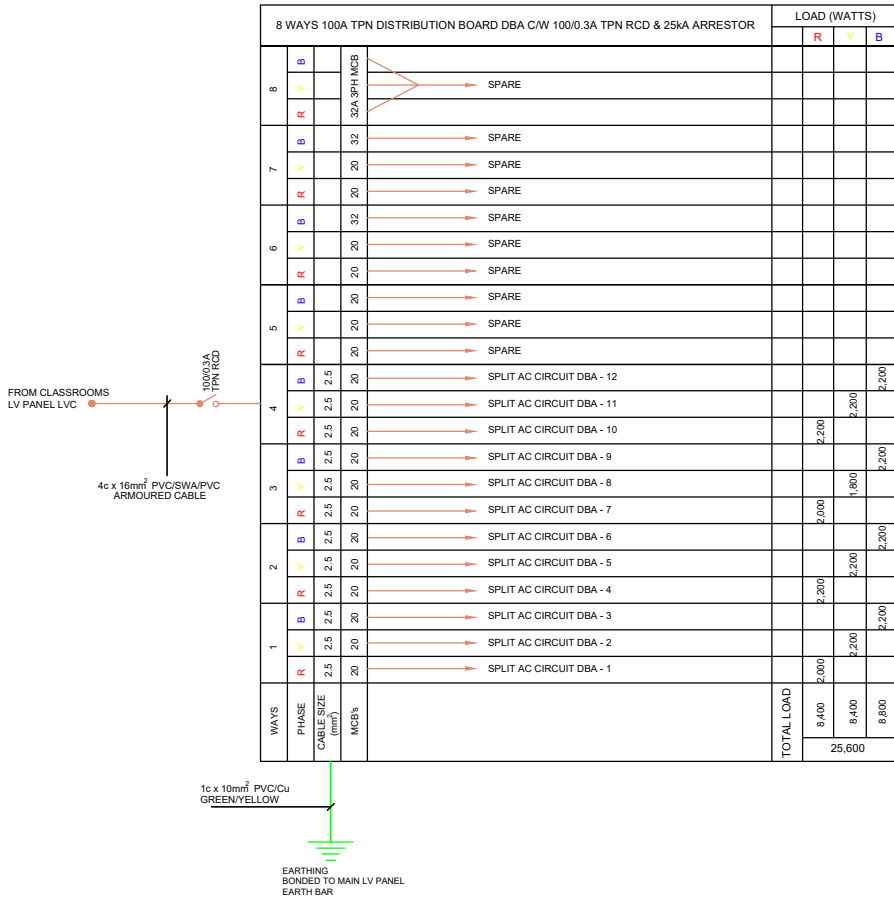 8 WAYS 100A TPN DISTRIBUTION BOARD DBA C/W 100/0.3A TPN RCD & 25kA ARRESTOR
LOAD (WATTS)
R Y B
8 B 32A 3PH MCB
Y SPARE
R
7 B 32 SPARE
Y 20 SPARE
R 20 SPARE
6 B 32 SPARE
Y 20 SPARE
R 20 SPARE
5 B 20 SPARE
Y 20 SPARE
R 20 SPARE
4 B 2.5 20 SPLIT AC CIRCUIT DBA - 12 2,200
Y 2.5 20 SPLIT AC CIRCUIT DBA - 11 2,200
R 2.5 20 SPLIT AC CIRCUIT DBA - 10 2,200
3 B 2.5 20 SPLIT AC CIRCUIT DBA - 9 2,200
Y 2.5 20 SPLIT AC CIRCUIT DBA - 8 1,800
R 2.5 20 SPLIT AC CIRCUIT DBA - 7 2,000
2 B 2.5 20 SPLIT AC CIRCUIT DBA - 6 2,200
Y 2.5 20 SPLIT AC CIRCUIT DBA - 5 2,200
R 2.5 20 SPLIT AC CIRCUIT DBA - 4 2,200
1 B 2.5 20 SPLIT AC CIRCUIT DBA - 3 2,200
Y 2.5 20 SPLIT AC CIRCUIT DBA - 2 2,200
R 2.5 20 SPLIT AC CIRCUIT DBA - 1 2,000
WAYS
PHASE
CABLE SIZE
(mm²)
MCB's
TOTAL LOAD
8,400 8,400 8,800
25,600
FROM CLASSROOMS
LV PANEL LVC
100/0.3A
TPN RCD
4c x 16mm² PVC/SWA/PVC
ARMOURED CABLE
1c x 10mm² PVC/Cu
GREEN/YELLOW
EARTHING
BONDED TO MAIN LV PANEL
EARTH BAR